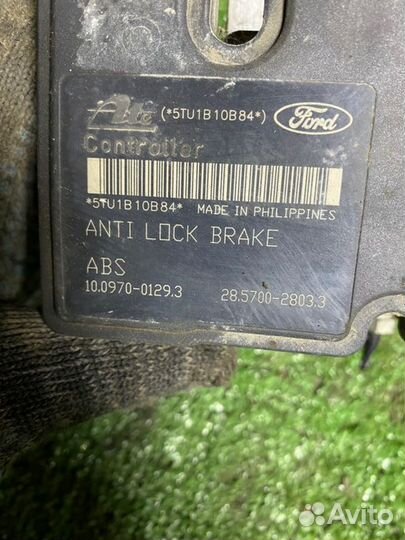 Ate (*5TU1B10B84*) Ford
Controller
*5TU1B10B84* MADE IN PHILIPPINES
ANTI LOCK BRAKE
ABS
10.0970-0129.3 28.5700-2803.3
Avito